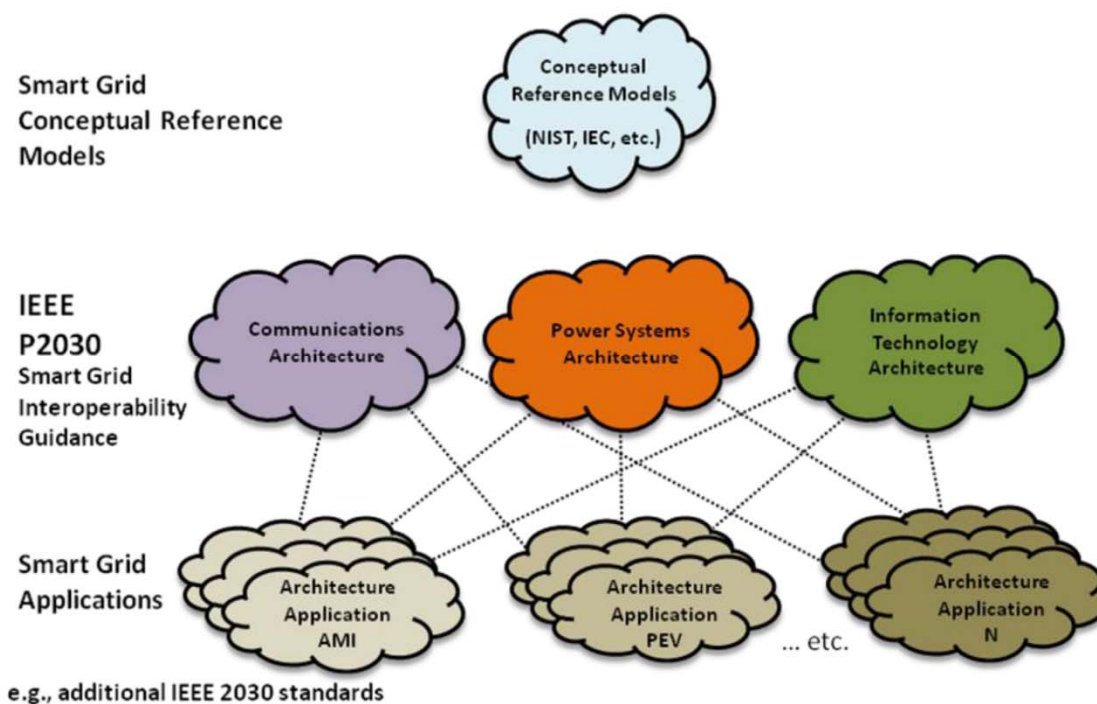 Smart Grid
Conceptual Reference
Models
Conceptual
Reference Models
(NIST, IEC, etc.)
IEEE
P2030
Smart Grid
Interoperability
Guidance
Communications
Architecture
Power Systems
Architecture
Information
Technology
Architecture
Smart Grid
Applications
Architecture
Application
AMI
Architecture
Application
PEV
... etc.
Architecture
Application
N
e.g., additional IEEE 2030 standards